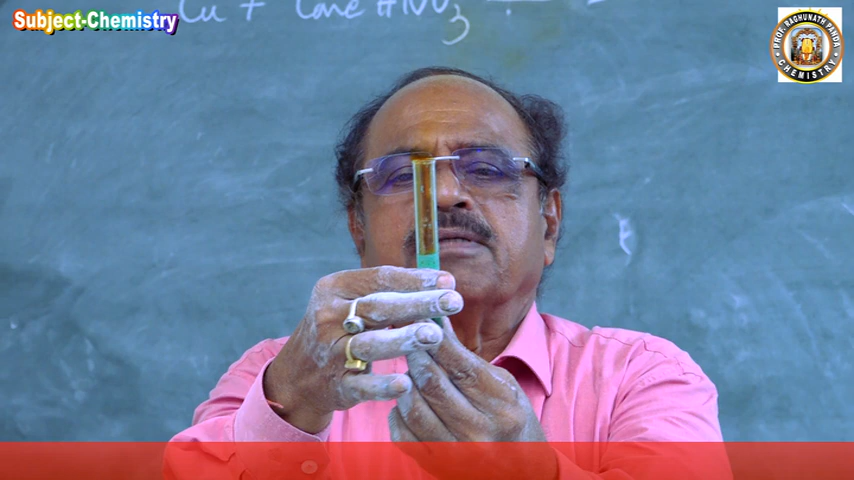 Subject-Chemistry
Cu + Conc HNO3 ÷
PROF. RAGHUNATH PANDA
CHEMISTRY